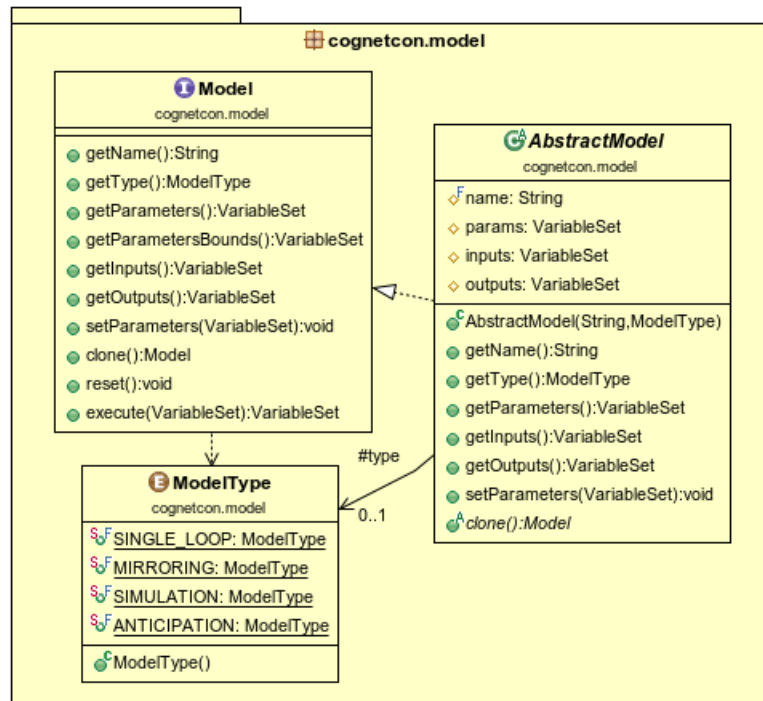 cognetcon.model
I Model
cognetcon.model
getName():String
getType():ModelType
getParameters():VariableSet
getParametersBounds():VariableSet
getInputs():VariableSet
getOutputs():VariableSet
setParameters(VariableSet):void
clone():Model
reset():void
execute(VariableSet):VariableSet
C A AbstractModel
cognetcon.model
F name: String
params: VariableSet
inputs: VariableSet
outputs: VariableSet
C AbstractModel(String,ModelType)
getName():String
getType():ModelType
getParameters():VariableSet
getInputs():VariableSet
getOutputs():VariableSet
setParameters(VariableSet):void
A clone():Model
#type
0..1
E ModelType
cognetcon.model
S F SINGLE_LOOP: ModelType
S F MIRRORING: ModelType
S F SIMULATION: ModelType
S F ANTICIPATION: ModelType
C ModelType()